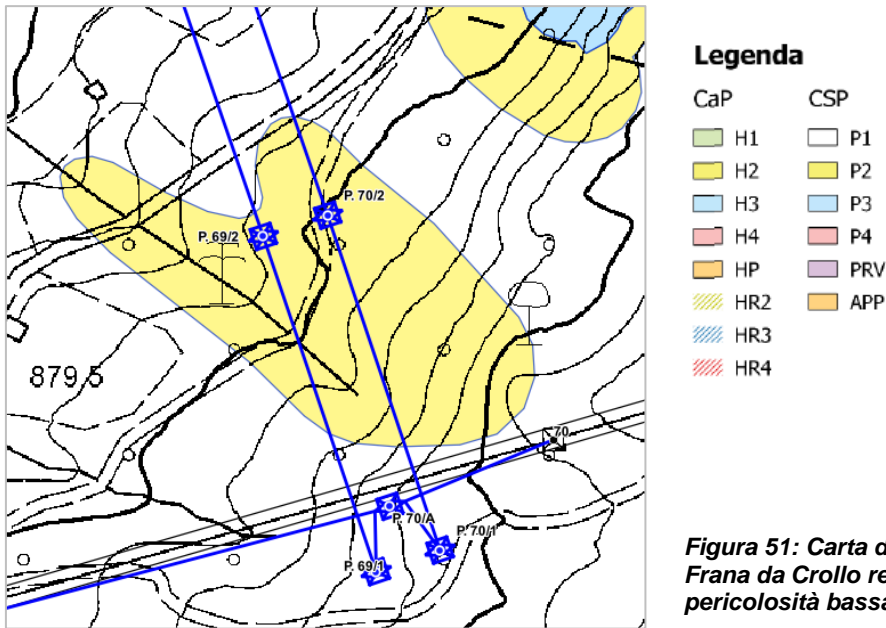 P. 70/2
P. 69/2
879.5
70
P. 70/A
P. 70/1
P. 69/1
Legenda
CaP
H1
H2
H3
H4
HP
HR2
HR3
HR4
CSP
P1
P2
P3
P4
PRV
APP
Figura 51: Carta d
Frana da Crollo re
pericolosità bassa